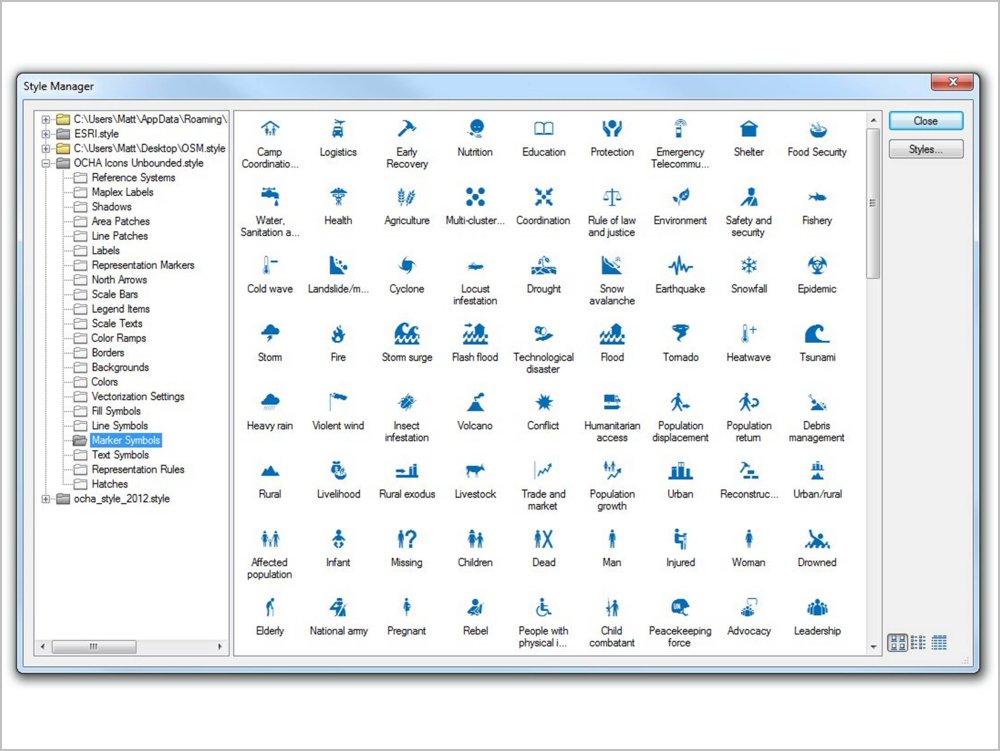 Style Manager
C:\Users\Matt\AppData\Roaming\
ESRI.style
C:\Users\Matt\Desktop\OSM.style
OCHA Icons Unbounded.style
Reference Systems
Maplex Labels
Shadows
Area Patches
Line Patches
Labels
Representation Markers
North Arrows
Scale Bars
Legend Items
Scale Texts
Color Ramps
Borders
Backgrounds
Colors
Vectorization Settings
Fill Symbols
Line Symbols
Marker Symbols
Text Symbols
Representation Rules
Hatches
ocha_style_2012.style
Camp
Coordinatio...
Logistics
Early
Recovery
Nutrition
Education
Protection
Emergency
Telecommu...
Shelter
Food Security
Water,
Sanitation a...
Health
Agriculture
Multi-cluster...
Coordination
Rule of law
and justice
Environment
Safety and
security
Fishery
Cold wave
Landslide/m...
Cyclone
Locust
infestation
Drought
Snow
avalanche
Earthquake
Snowfall
Epidemic
Storm
Fire
Storm surge
Flash flood
Technological
disaster
Flood
Tornado
Heatwave
Tsunami
Heavy rain
Violent wind
Insect
infestation
Volcano
Conflict
Humanitarian
access
Population
displacement
Population
return
Debris
management
Rural
Livelihood
Rural exodus
Livestock
Trade and
market
Population
growth
Urban
Reconstruc...
Urban/rural
Affected
population
Infant
Missing
Children
Dead
Man
Injured
Woman
Drowned
Elderly
National army
Pregnant
Rebel
People with
physical i...
Child
combatant
UN
Peacekeeping
force
Advocacy
Leadership
Close
Styles...